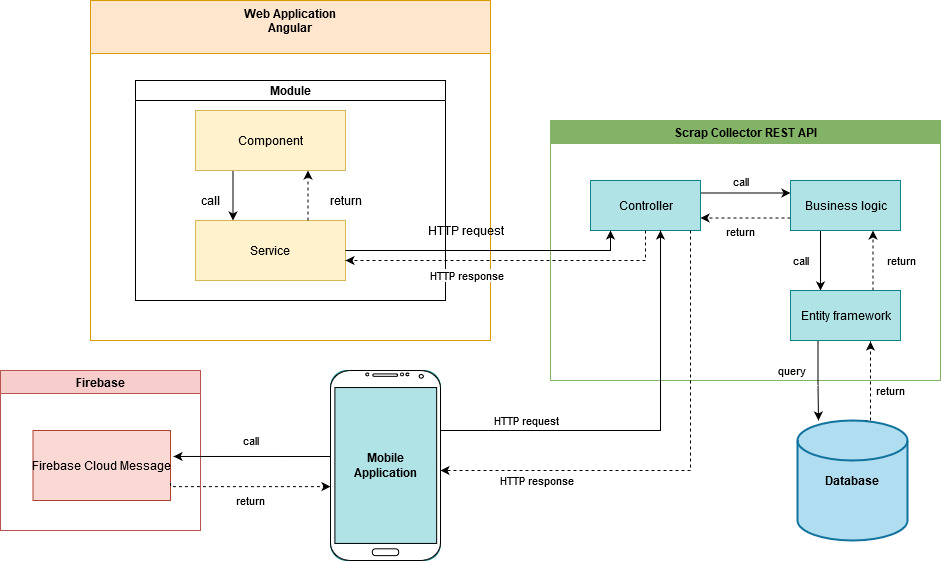 Web Application
Angular
Module
Component
call
return
Service
HTTP request
HTTP response
Scrap Collector REST API
Controller
call
Business logic
return
call
return
Entity framework
query
return
Database
Firebase
Firebase Cloud Message
call
return
Mobile
Application
HTTP request
HTTP response